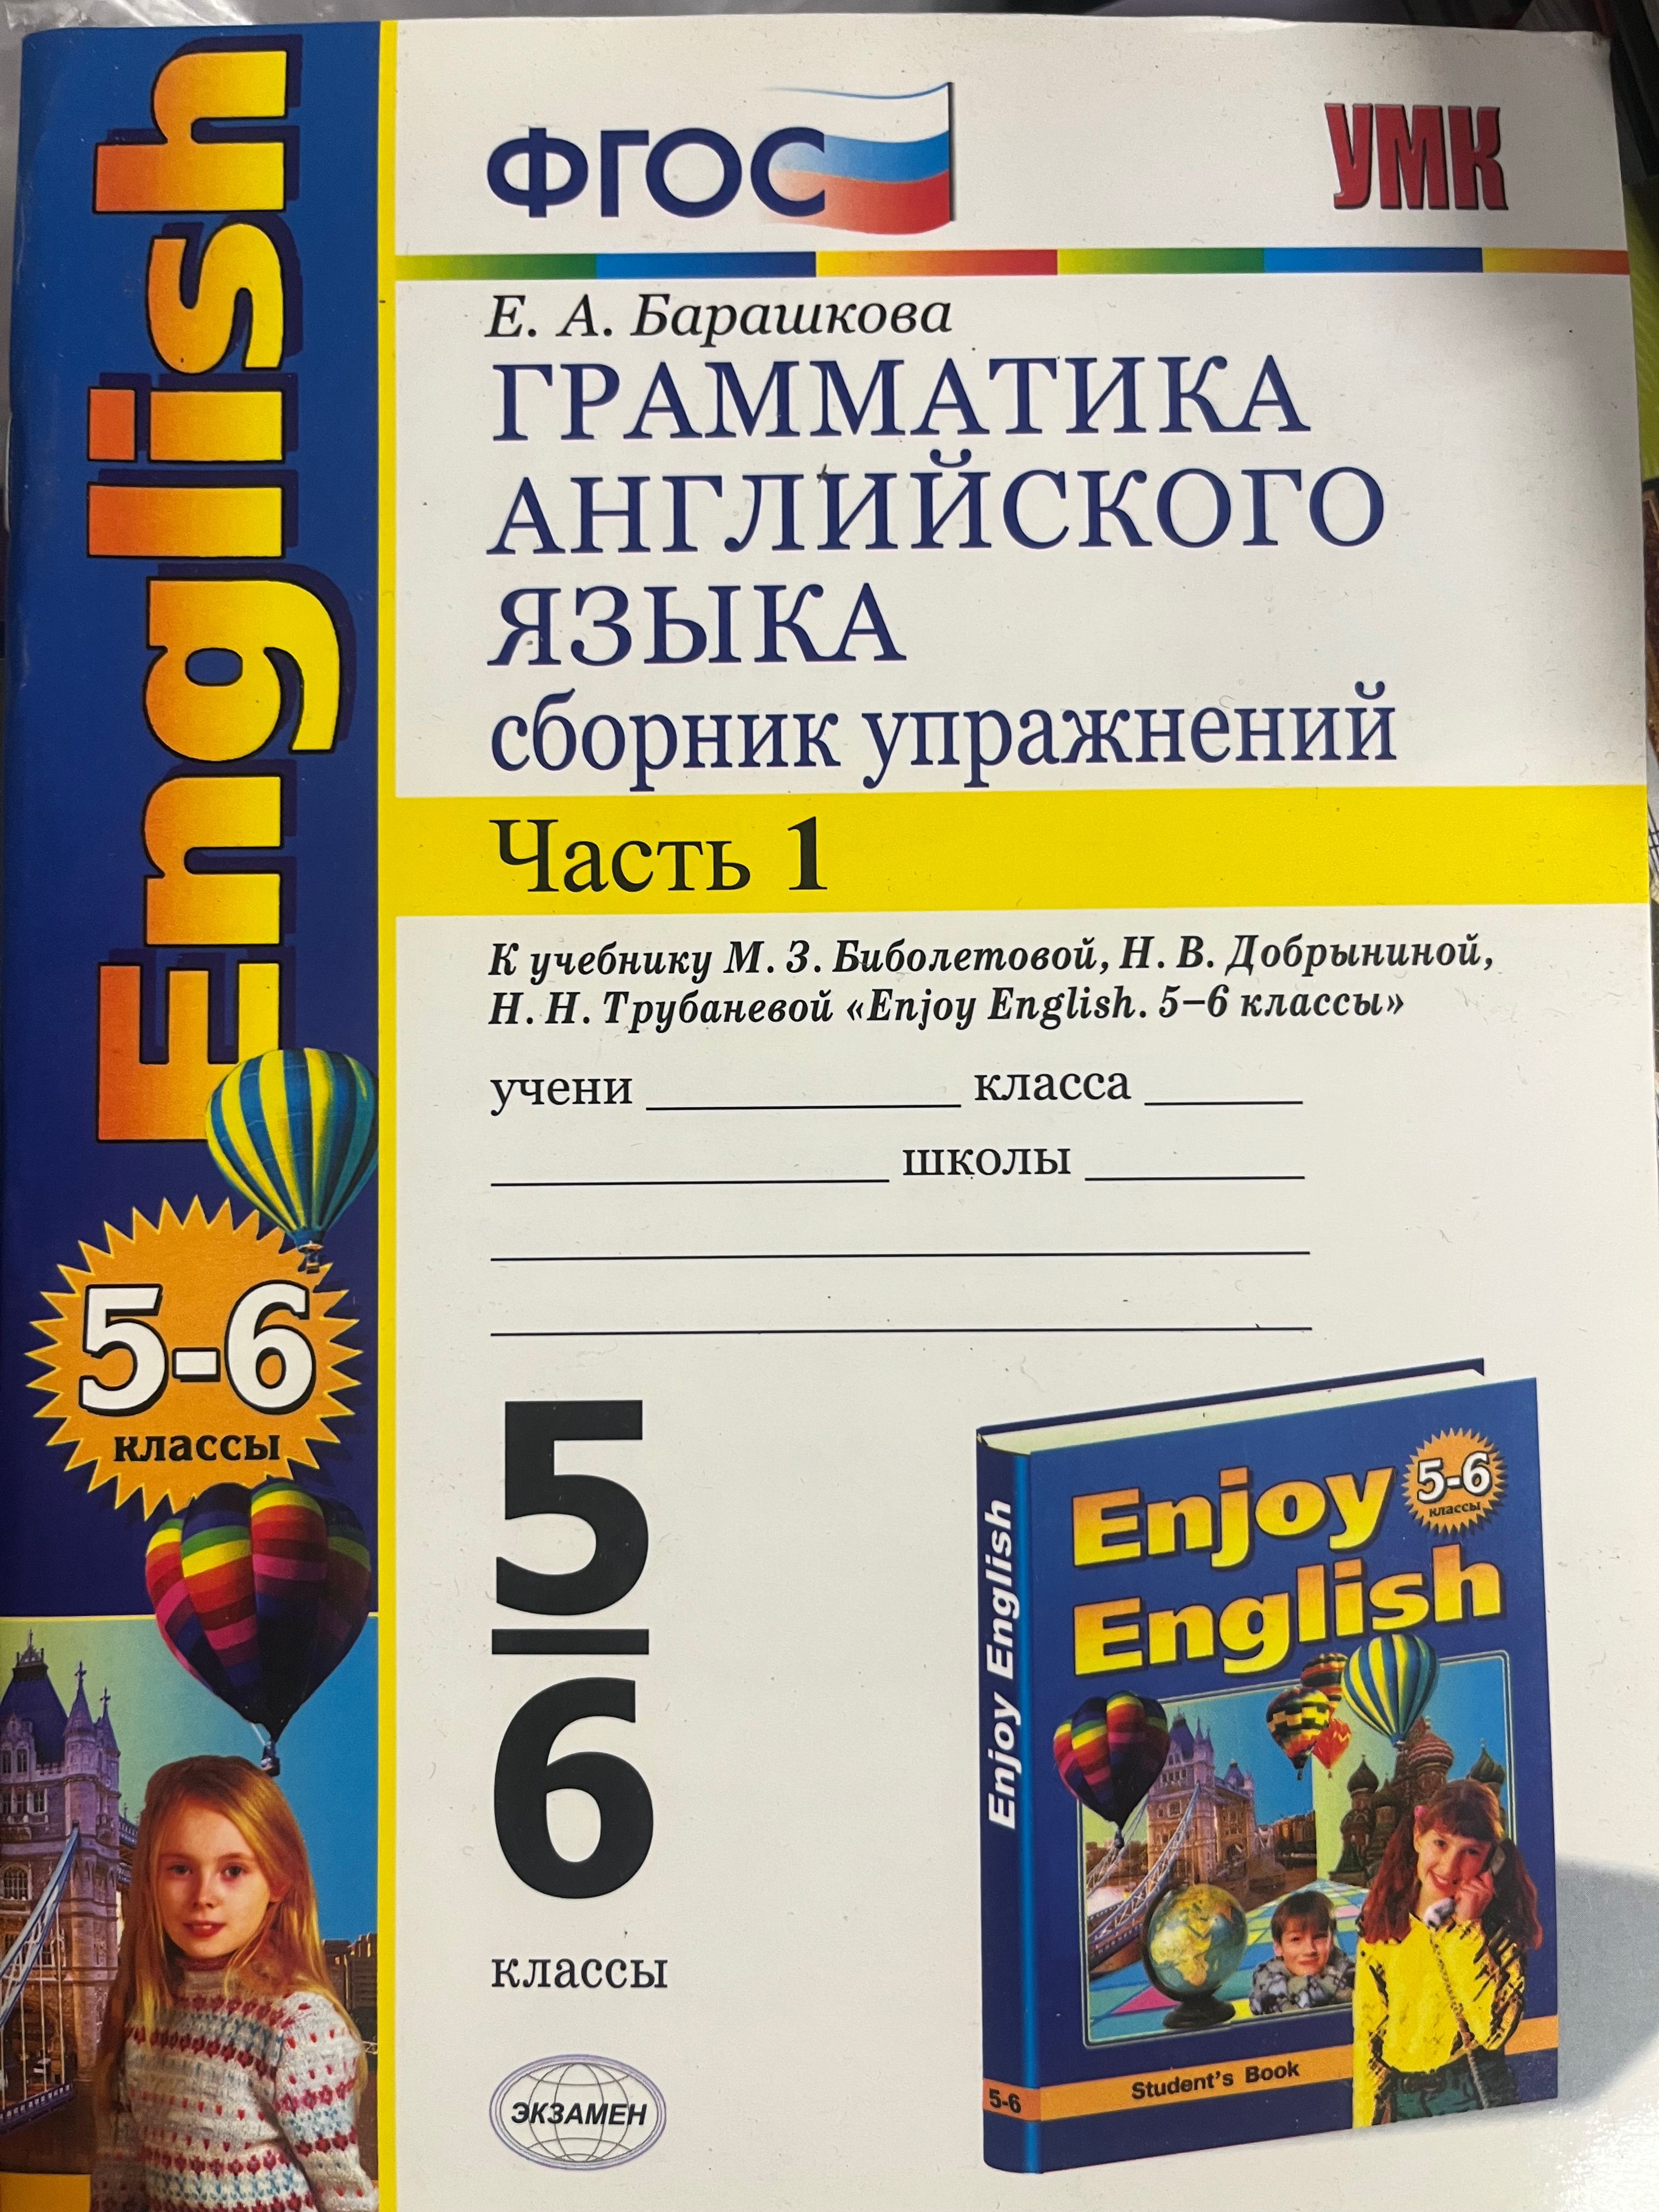 English
5-6
классы
ФГОС
УМК
Е. А. Барашкова
ГРАММАТИКА
АНГЛИЙСКОГО
ЯЗЫКА
сборник упражнений
Часть 1
К учебнику М. З. Биболетовой, Н. В. Добрыниной,
Н. Н. Трубаневой «Enjoy English. 5–6 классы»
учени класса
школы
5
6
классы
ЭКЗАМЕН
Enjoy English
5-6
Enjoy
5-6
классы
English
Student's Book